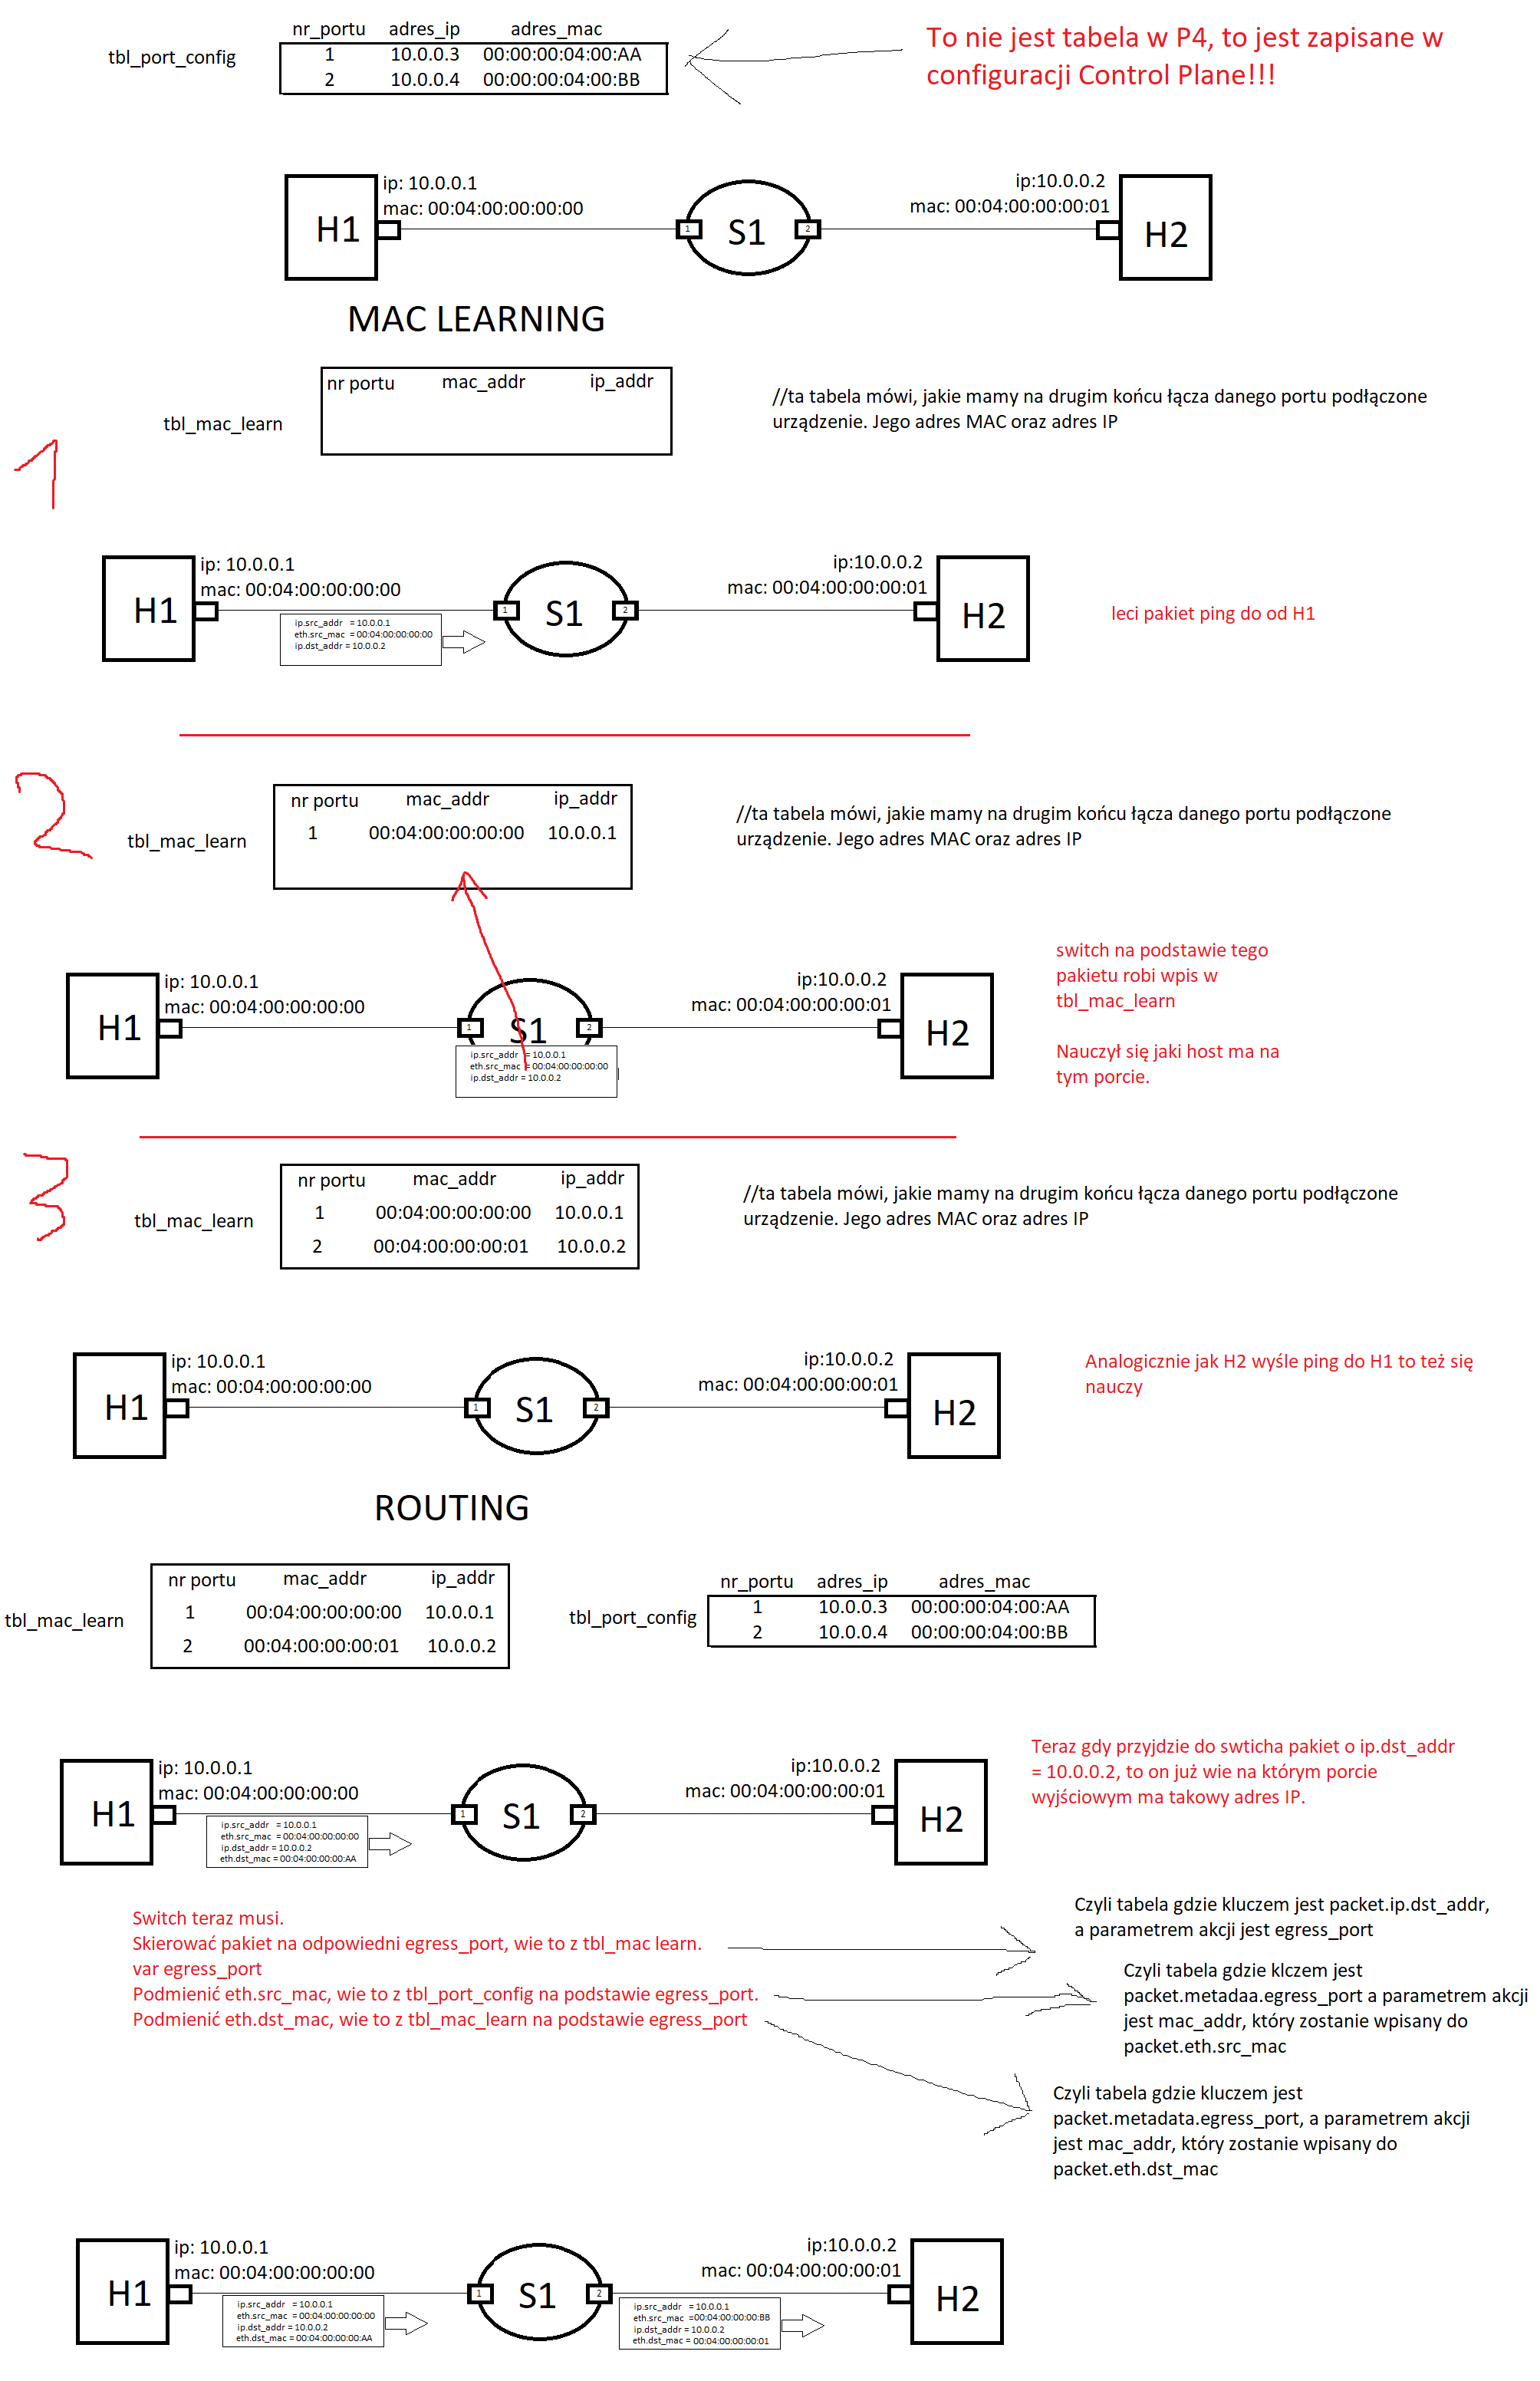 nr_portu adres_ip adres_mac
tbl_port_config
1 10.0.0.3 00:00:00:04:00:AA
2 10.0.0.4 00:00:00:04:00:BB
To nie jest tabela w P4, to jest zapisane w
configuracji Control Plane!!!
ip: 10.0.0.1
mac: 00:04:00:00:00:00
ip:10.0.0.2
mac: 00:04:00:00:00:01
H1
1
S1
2
H2
MAC LEARNING
nr portu mac_addr ip_addr
tbl_mac_learn
//ta tabela mówi, jakie mamy na drugim końcu łącza danego portu podłączone
urządzenie. Jego adres MAC oraz adres IP
1
ip: 10.0.0.1
mac: 00:04:00:00:00:00
ip:10.0.0.2
mac: 00:04:00:00:00:01
H1
1
S1
2
H2
ip.src_addr = 10.0.0.1
eth.src_mac = 00:04:00:00:00:00
ip.dst_addr = 10.0.0.2
leci pakiet ping do od H1
2
nr portu mac_addr ip_addr
1 00:04:00:00:00:00 10.0.0.1
tbl_mac_learn
//ta tabela mówi, jakie mamy na drugim końcu łącza danego portu podłączone
urządzenie. Jego adres MAC oraz adres IP
ip: 10.0.0.1
mac: 00:04:00:00:00:00
ip:10.0.0.2
mac: 00:04:00:00:00:01
H1
1
S1
2
H2
ip.src_addr = 10.0.0.1
eth.src_mac = 00:04:00:00:00:00
ip.dst_addr = 10.0.0.2
switch na podstawie tego
pakietu robi wpis w
tbl_mac_learn
Nauczył się jaki host ma na
tym porcie.
3
nr portu mac_addr ip_addr
1 00:04:00:00:00:00 10.0.0.1
2 00:04:00:00:00:01 10.0.0.2
tbl_mac_learn
//ta tabela mówi, jakie mamy na drugim końcu łącza danego portu podłączone
urządzenie. Jego adres MAC oraz adres IP
ip: 10.0.0.1
mac: 00:04:00:00:00:00
ip:10.0.0.2
mac: 00:04:00:00:00:01
H1
1
S1
2
H2
Analogicznie jak H2 wyśle ping do H1 to też się
nauczy
ROUTING
nr portu mac_addr ip_addr
1 00:04:00:00:00:00 10.0.0.1
2 00:04:00:00:00:01 10.0.0.2
tbl_mac_learn
nr_portu adres_ip adres_mac
1 10.0.0.3 00:00:00:04:00:AA
2 10.0.0.4 00:00:00:04:00:BB
tbl_port_config
ip: 10.0.0.1
mac: 00:04:00:00:00:00
ip:10.0.0.2
mac: 00:04:00:00:00:01
H1
1
S1
2
H2
ip.src_addr = 10.0.0.1
eth.src_mac = 00:04:00:00:00:00
ip.dst_addr = 10.0.0.2
eth.dst_mac = 00:04:00:00:00:AA
Teraz gdy przyjdzie do swticha pakiet o ip.dst_addr
= 10.0.0.2, to on już wie na którym porcie
wyjściowym ma takowy adres IP.
Switch teraz musi.
Skierować pakiet na odpowiedni egress_port, wie to z tbl_mac learn.
var egress_port
Podmienić eth.src_mac, wie to z tbl_port_config na podstawie egress_port.
Podmienić eth.dst_mac, wie to z tbl_mac_learn na podstawie egress_port
Czyli tabela gdzie kluczem jest packet.ip.dst_addr,
a parametrem akcji jest egress_port
Czyli tabela gdzie klczem jest
packet.metadaa.egress_port a parametrem akcji
jest mac_addr, który zostanie wpisany do
packet.eth.src_mac
Czyli tabela gdzie kluczem jest
packet.metadata.egress_port, a parametrem akcji
jest mac_addr, który zostanie wpisany do
packet.eth.dst_mac
ip: 10.0.0.1
mac: 00:04:00:00:00:00
ip:10.0.0.2
mac: 00:04:00:00:00:01
H1
1
S1
2
H2
ip.src_addr = 10.0.0.1
eth.src_mac = 00:04:00:00:00:00
ip.dst_addr = 10.0.0.2
eth.dst_mac = 00:04:00:00:00:AA
ip.src_addr = 10.0.0.1
eth.src_mac =00:04:00:00:00:BB
ip.dst_addr = 10.0.0.2
eth.dst_mac = 00:04:00:00:00:01